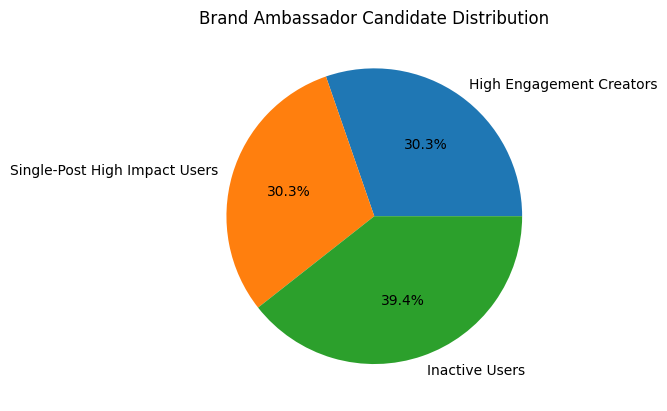 Brand Ambassador Candidate Distribution
High Engagement Creators
30.3%
Single-Post High Impact Users
30.3%
39.4%
Inactive Users